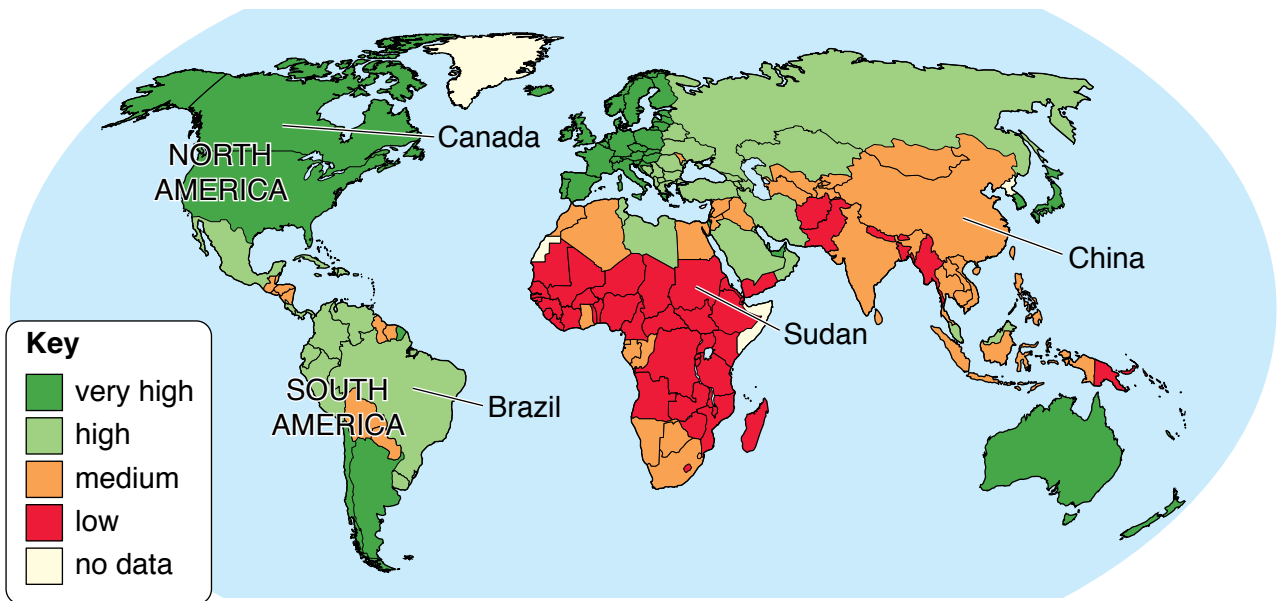 Canada
NORTH
AMERICA
China
Sudan
Key
very high
high
medium
low
no data
SOUTH
AMERICA
Brazil